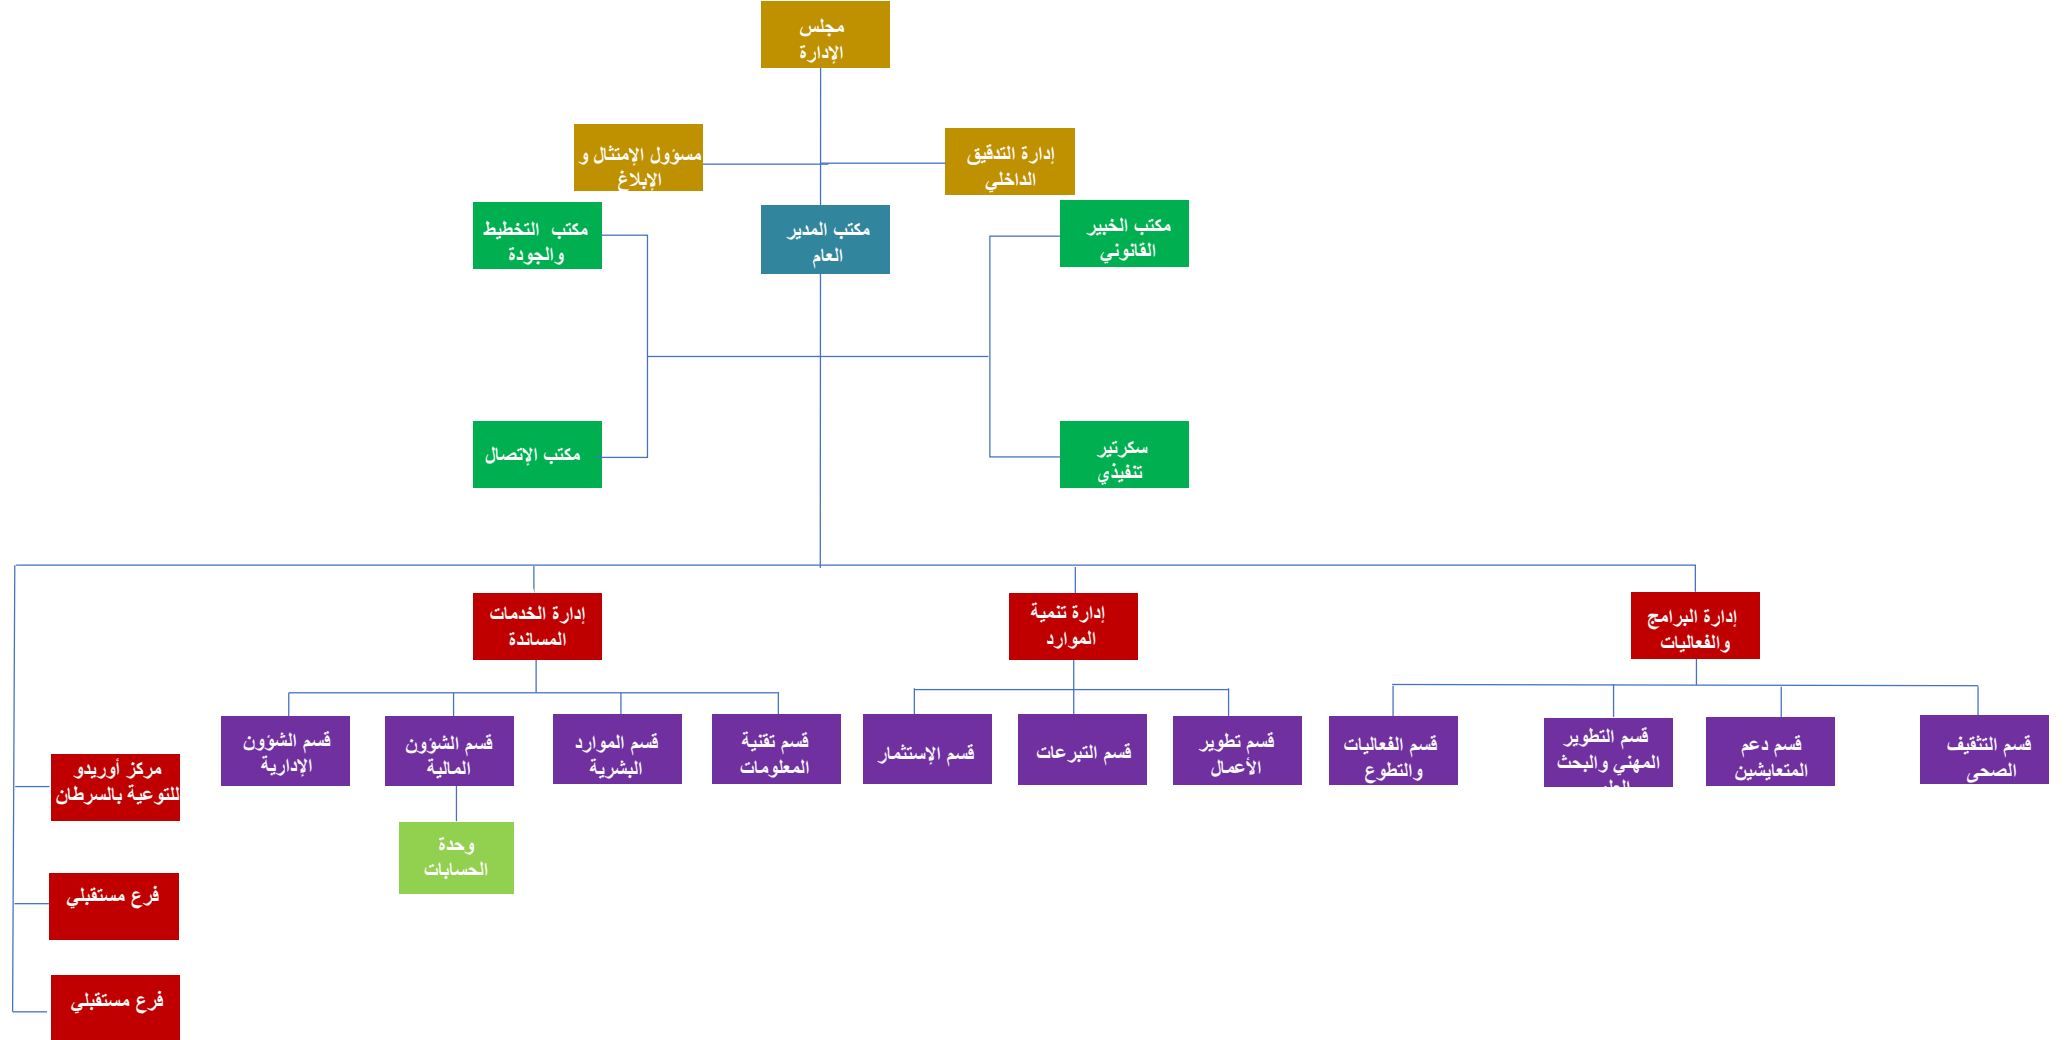 مجلس
الإدارة
إدارة التدقيق
الداخلي
مسؤول الإمتثال و
الإبلاغ
مكتب الخبير
القانوني
مكتب المدير
العام
مكتب التخطيط
والجودة
سكرتير
تنفيذي
مكتب الإتصال
إدارة البرامج
والفعاليات
إدارة تنمية
الموارد
إدارة الخدمات
المساندة
قسم التثقيف
الصحي
قسم دعم
المتعايشين
قسم التطوير
المهني والبحث
قسم الفعاليات
والتطوع
قسم تطوير
الأعمال
قسم التبرعات
قسم الإستثمار
قسم تقنية
المعلومات
قسم الموارد
البشرية
قسم الشؤون
المالية
قسم الشؤون
الإدارية
مركز أوريدو
للتوعية بالسرطان
وحدة
الحسابات
فرع مستقبلي
فرع مستقبلي